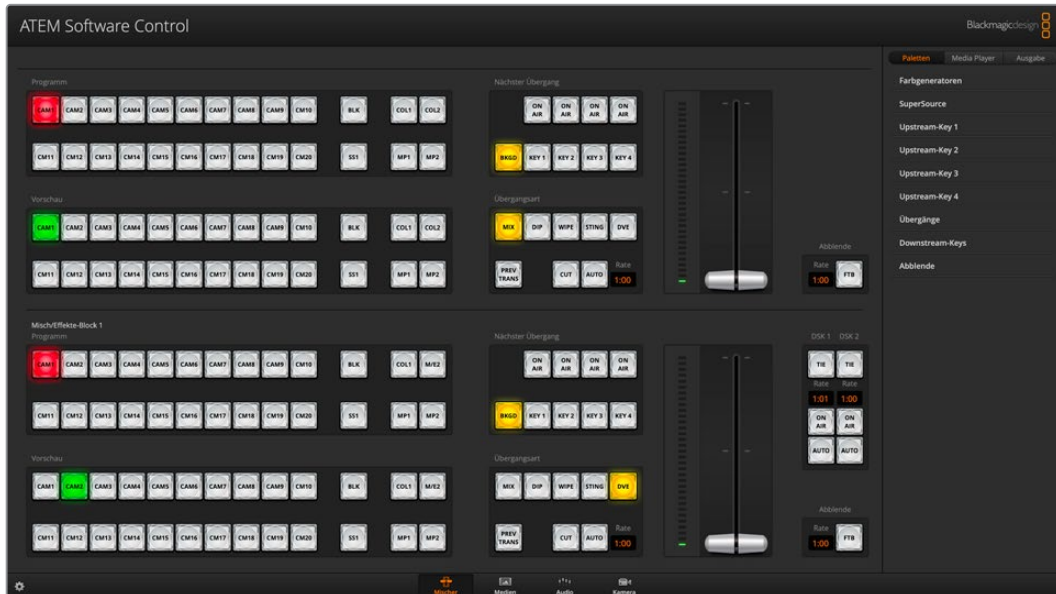 ATEM Software Control
Blackmagicdesign
Paletten Media Player Ausgabe
Farbgeneratoren
SuperSource
Upstream-Key 1
Upstream-Key 2
Upstream-Key 3
Upstream-Key 4
Übergänge
Downstream-Keys
Abblende
Programm
CAM1 CAM2 CAM3 CAM4 CAM5 CAM6 CAM7 CAM8 CAM9 CM10 BLK COL1 COL2
CM11 CM12 CM13 CM14 CM15 CM16 CM17 CM18 CM19 CM20 SS1 MP1 MP2
Nächster Übergang
ON AIR ON AIR ON AIR ON AIR
BKGD KEY 1 KEY 2 KEY 3 KEY 4
Vorschau
CAM1 CAM2 CAM3 CAM4 CAM5 CAM6 CAM7 CAM8 CAM9 CM10 BLK COL1 COL2
CM11 CM12 CM13 CM14 CM15 CM16 CM17 CM18 CM19 CM20 SS1 MP1 MP2
Übergangsart
MIX DIP WIPE STING DVE
PREV TRANS CUT AUTO Rate 1:00
Abblende
Rate 1:00 FTB
Misch/Effekte-Block 1
Programm
CAM1 CAM2 CAM3 CAM4 CAM5 CAM6 CAM7 CAM8 CAM9 CM10 BLK COL1 M/E2
CM11 CM12 CM13 CM14 CM15 CM16 CM17 CM18 CM19 CM20 SS1 MP1 MP2
Nächster Übergang
ON AIR ON AIR ON AIR ON AIR
BKGD KEY 1 KEY 2 KEY 3 KEY 4
DSK 1 DSK 2
TIE TIE
Rate Rate
1:01 1:00
ON AIR ON AIR
AUTO AUTO
Vorschau
CAM1 CAM2 CAM3 CAM4 CAM5 CAM6 CAM7 CAM8 CAM9 CM10 BLK COL1 M/E2
CM11 CM12 CM13 CM14 CM15 CM16 CM17 CM18 CM19 CM20 SS1 MP1 MP2
Übergangsart
MIX DIP WIPE STING DVE
PREV TRANS CUT AUTO Rate 1:00
Abblende
Rate 1:00 FTB
Mischer Medien Audio Kamera